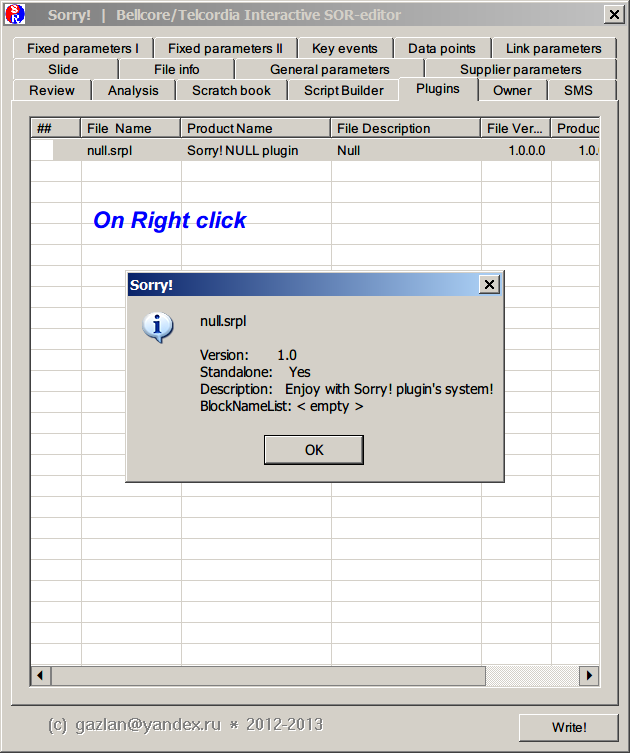 Sorry! | Bellcore/Telcordia Interactive SOR-editor
Fixed parameters I Fixed parameters II Key events Data points Link parameters
Slide File info General parameters Supplier parameters
Review Analysis Scratch book Script Builder Plugins Owner SMS
## File Name Product Name File Description File Ver... Produc
null.srpl Sorry! NULL plugin Null 1.0.0.0 1.0.
On Right click
Sorry!
null.srpl
Version: 1.0
Standalone: Yes
Description: Enjoy with Sorry! plugin's system!
BlockNameList: < empty >
OK
(c) gazlan@yandex.ru * 2012-2013
Write!